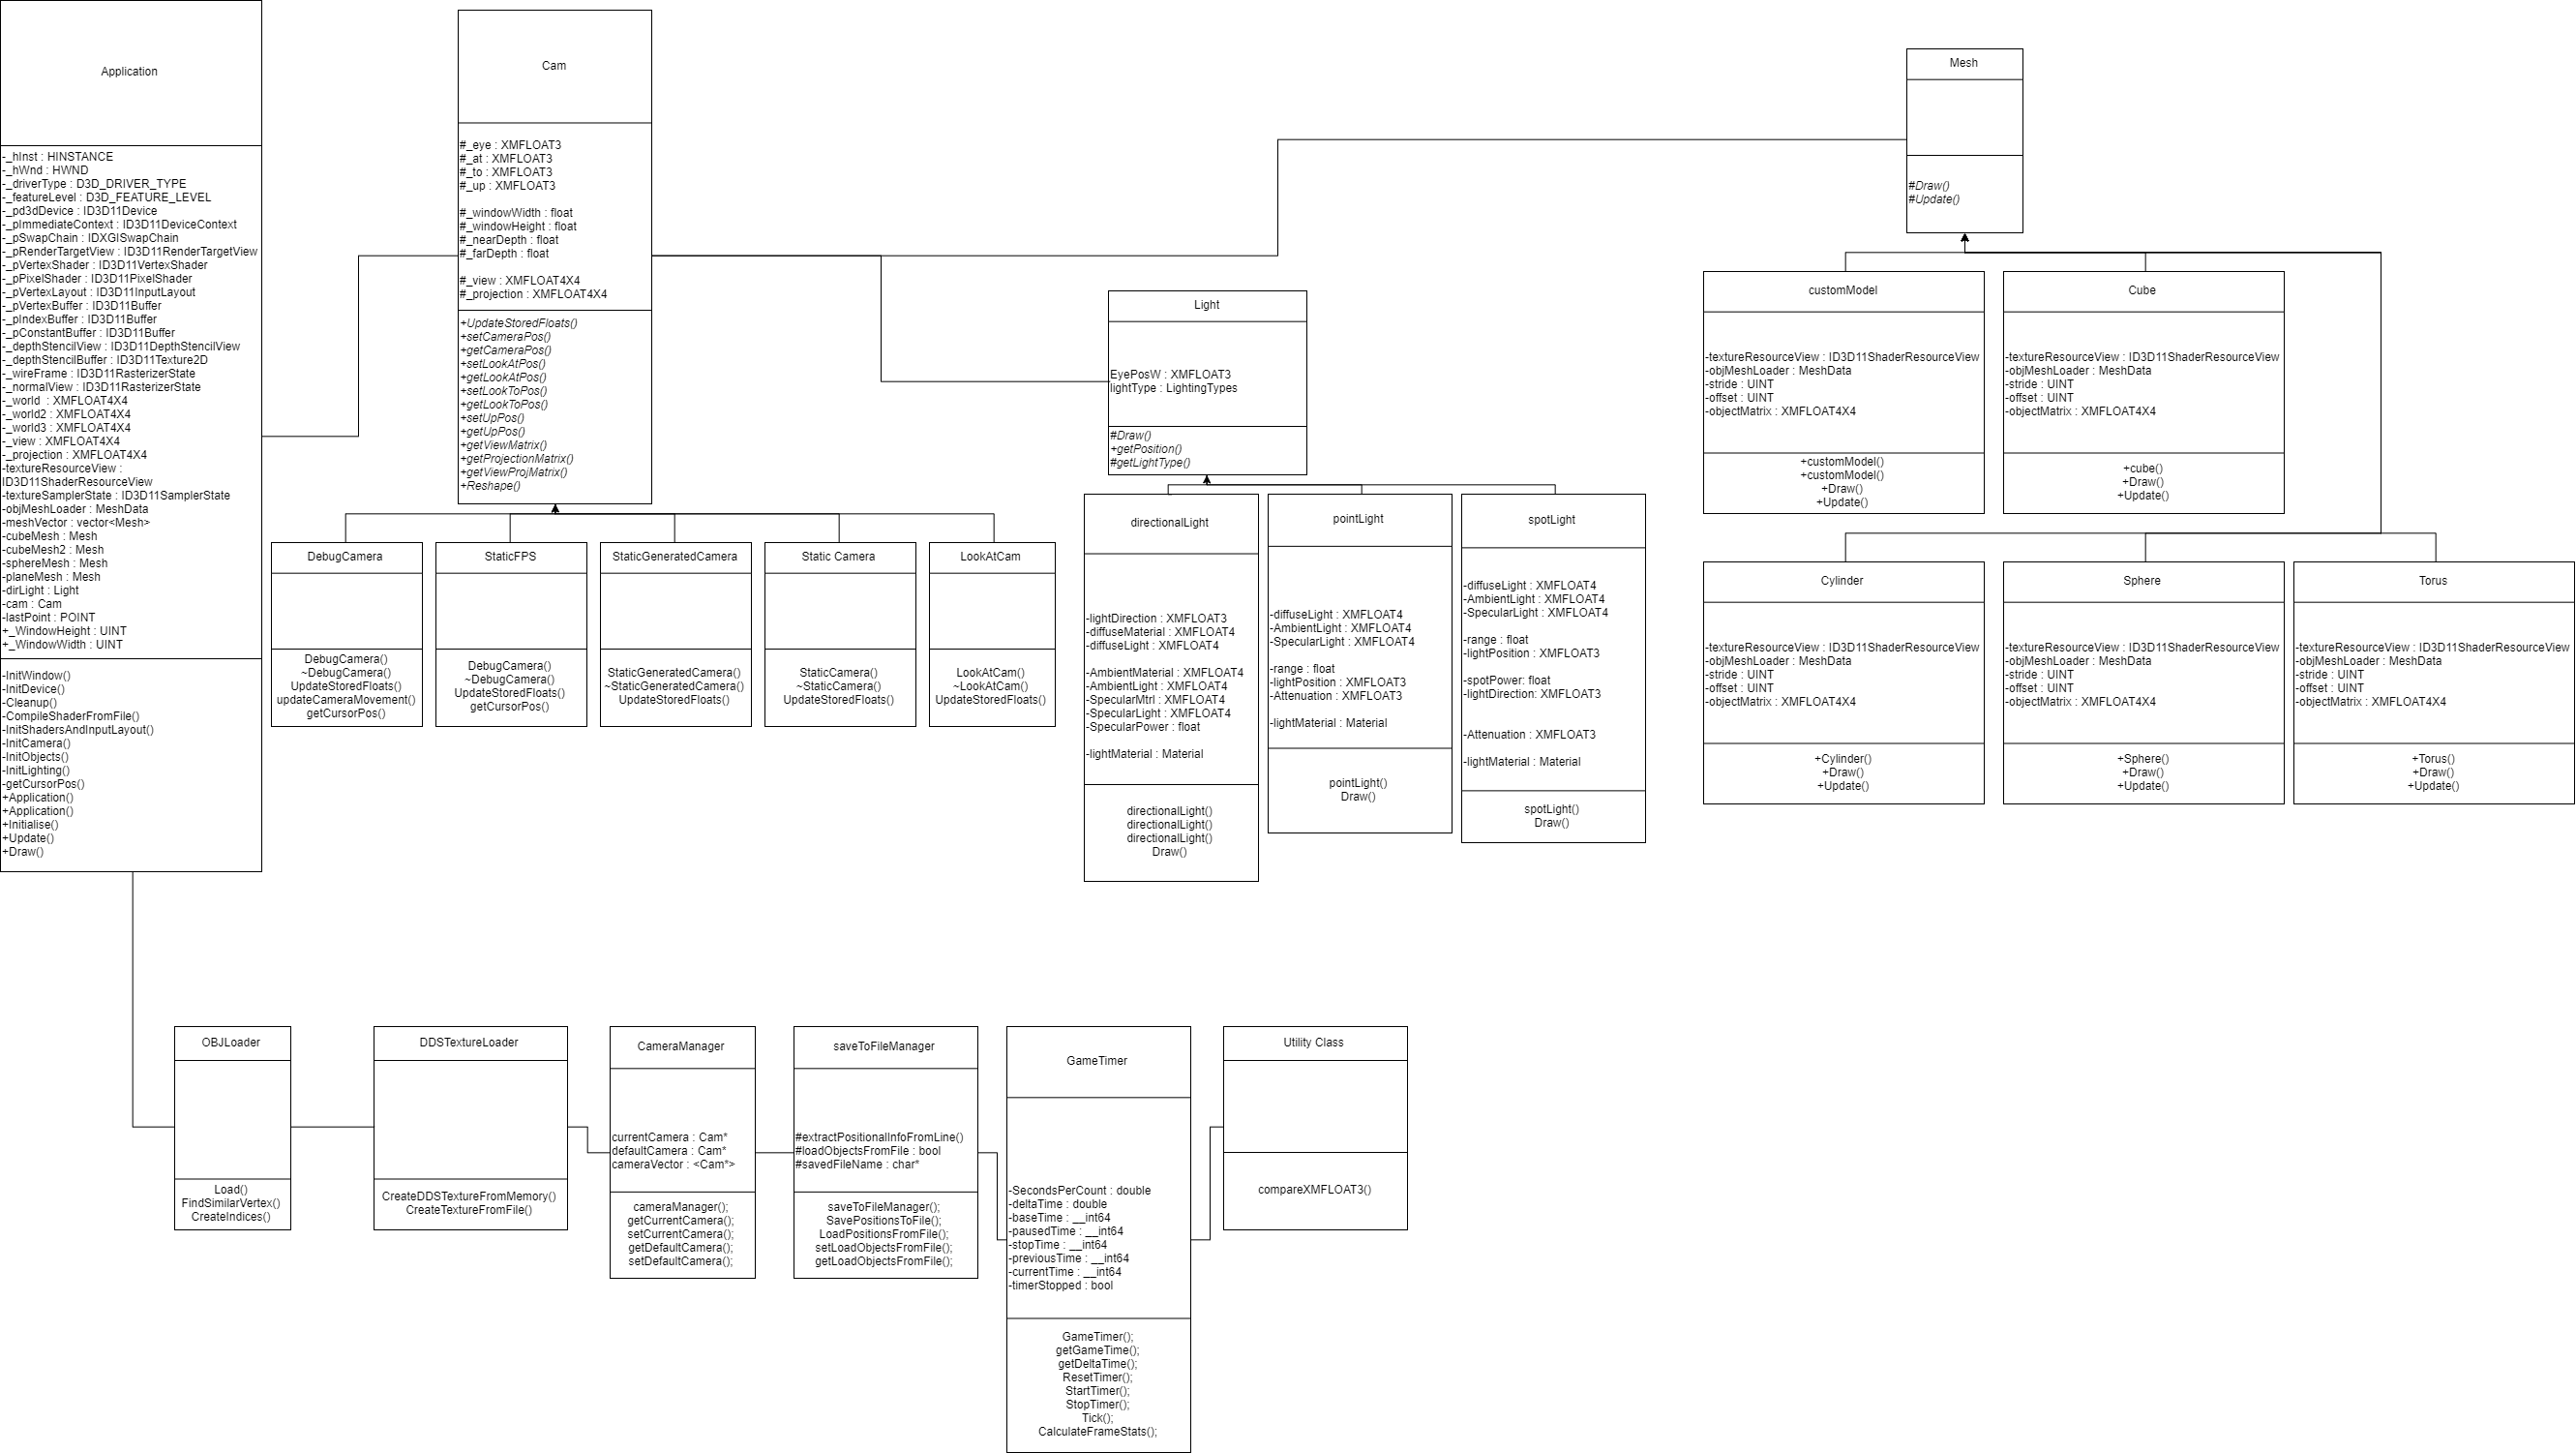 Application
-_hInst : HINSTANCE
-_hWnd : HWND
-_driverType : D3D_DRIVER_TYPE
-_featureLevel : D3D_FEATURE_LEVEL
-_pd3dDevice : ID3D11Device
-_pImmediateContext : ID3D11DeviceContext
-_pSwapChain : IDXGISwapChain
-_pRenderTargetView : ID3D11RenderTargetView
-_pVertexShader : ID3D11VertexShader
-_pPixelShader : ID3D11PixelShader
-_pVertexLayout : ID3D11InputLayout
-_pVertexBuffer : ID3D11Buffer
-_pIndexBuffer : ID3D11Buffer
-_pConstantBuffer : ID3D11Buffer
-_depthStencilView : ID3D11DepthStencilView
-_depthStencilBuffer : ID3D11Texture2D
-_wireFrame : ID3D11RasterizerState
-_normalView : ID3D11RasterizerState
-_world  : XMFLOAT4X4
-_world2 : XMFLOAT4X4
-_world3 : XMFLOAT4X4
-_view : XMFLOAT4X4
-_projection : XMFLOAT4X4
-textureResourceView :
ID3D11ShaderResourceView
-textureSamplerState : ID3D11SamplerState
-objMeshLoader : MeshData
-meshVector : vector<Mesh>
-cubeMesh : Mesh
-cubeMesh2 : Mesh
-sphereMesh : Mesh
-planeMesh : Mesh
-dirLight : Light
-cam : Cam
-lastPoint : POINT
+_WindowHeight : UINT
+_WindowWidth : UINT
-InitWindow()
-InitDevice()
-Cleanup()
-CompileShaderFromFile()
-InitShadersAndInputLayout()
-InitCamera()
-InitObjects()
-InitLighting()
-getCursorPos()
+Application()
+Application()
+Initialise()
+Update()
+Draw()
Cam
#_eye : XMFLOAT3
#_at : XMFLOAT3
#_to : XMFLOAT3
#_up : XMFLOAT3
#_windowWidth : float
#_windowHeight : float
#_nearDepth : float
#_farDepth : float
#_view : XMFLOAT4X4
#_projection : XMFLOAT4X4
+UpdateStoredFloats()
+setCameraPos()
+getCameraPos()
+setLookAtPos()
+getLookAtPos()
+setLookToPos()
+getLookToPos()
+setUpPos()
+getUpPos()
+getViewMatrix()
+getProjectionMatrix()
+getViewProjMatrix()
+Reshape()
DebugCamera
DebugCamera()
~DebugCamera()
UpdateStoredFloats()
updateCameraMovement()
getCursorPos()
StaticFPS
DebugCamera()
~DebugCamera()
UpdateStoredFloats()
getCursorPos()
StaticGeneratedCamera
StaticGeneratedCamera()
~StaticGeneratedCamera()
UpdateStoredFloats()
Static Camera
StaticCamera()
~StaticCamera()
UpdateStoredFloats()
LookAtCam
LookAtCam()
~LookAtCam()
UpdateStoredFloats()
Light
EyePosW : XMFLOAT3
lightType : LightingTypes
#Draw()
+getPosition()
#getLightType()
directionalLight
-lightDirection : XMFLOAT3
-diffuseMaterial : XMFLOAT4
-diffuseLight : XMFLOAT4
-AmbientMaterial : XMFLOAT4
-AmbientLight : XMFLOAT4
-SpecularMtrl : XMFLOAT4
-SpecularLight : XMFLOAT4
-SpecularPower : float
-lightMaterial : Material
directionalLight()
directionalLight()
directionalLight()
Draw()
pointLight
-diffuseLight : XMFLOAT4
-AmbientLight : XMFLOAT4
-SpecularLight : XMFLOAT4
-range : float
-lightPosition : XMFLOAT3
-Attenuation : XMFLOAT3
-lightMaterial : Material
pointLight()
Draw()
spotLight
-diffuseLight : XMFLOAT4
-AmbientLight : XMFLOAT4
-SpecularLight : XMFLOAT4
-range : float
-lightPosition : XMFLOAT3
-spotPower: float
-lightDirection: XMFLOAT3
-Attenuation : XMFLOAT3
-lightMaterial : Material
spotLight()
Draw()
Mesh
#Draw()
#Update()
customModel
-textureResourceView : ID3D11ShaderResourceView
-objMeshLoader : MeshData
-stride : UINT
-offset : UINT
-objectMatrix : XMFLOAT4X4
+customModel()
+customModel()
+Draw()
+Update()
Cube
-textureResourceView : ID3D11ShaderResourceView
-objMeshLoader : MeshData
-stride : UINT
-offset : UINT
-objectMatrix : XMFLOAT4X4
+cube()
+Draw()
+Update()
Cylinder
-textureResourceView : ID3D11ShaderResourceView
-objMeshLoader : MeshData
-stride : UINT
-offset : UINT
-objectMatrix : XMFLOAT4X4
+Cylinder()
+Draw()
+Update()
Sphere
-textureResourceView : ID3D11ShaderResourceView
-objMeshLoader : MeshData
-stride : UINT
-offset : UINT
-objectMatrix : XMFLOAT4X4
+Sphere()
+Draw()
+Update()
Torus
-textureResourceView : ID3D11ShaderResourceView
-objMeshLoader : MeshData
-stride : UINT
-offset : UINT
-objectMatrix : XMFLOAT4X4
+Torus()
+Draw()
+Update()
OBJLoader
Load()
FindSimilarVertex()
CreateIndices()
DDSTextureLoader
CreateDDSTextureFromMemory()
CreateTextureFromFile()
CameraManager
currentCamera : Cam*
defaultCamera : Cam*
cameraVector : <Cam*>
cameraManager();
getCurrentCamera();
setCurrentCamera();
getDefaultCamera();
setDefaultCamera();
saveToFileManager
#extractPositionalInfoFromLine()
#loadObjectsFromFile : bool
#savedFileName : char*
saveToFileManager();
SavePositionsToFile();
LoadPositionsFromFile();
setLoadObjectsFromFile();
getLoadObjectsFromFile();
GameTimer
-SecondsPerCount : double
-deltaTime : double
-baseTime : __int64
-pausedTime : __int64
-stopTime : __int64
-previousTime : __int64
-currentTime : __int64
-timerStopped : bool
GameTimer();
getGameTime();
getDeltaTime();
ResetTimer();
StartTimer();
StopTimer();
Tick();
CalculateFrameStats();
Utility Class
compareXMFLOAT3()